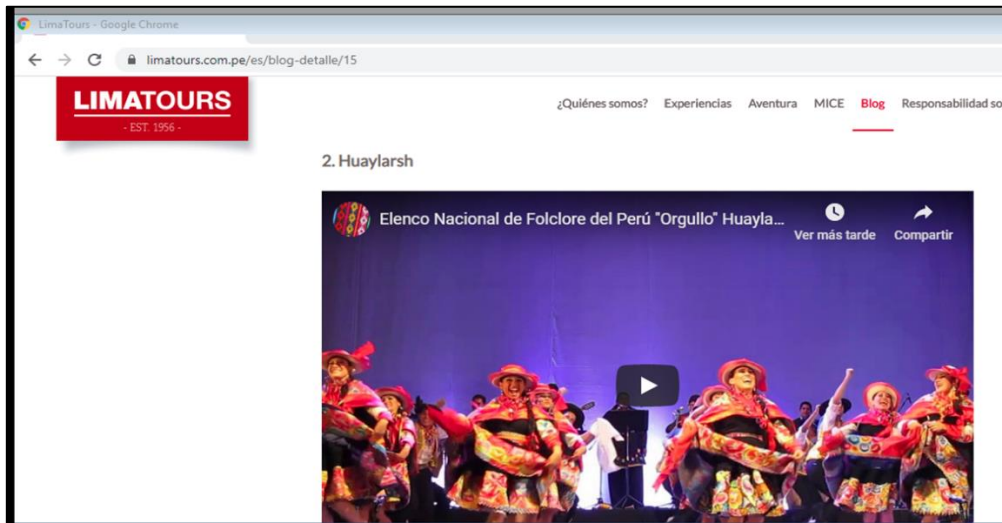 LimaTours - Google Chrome
limatours.com.pe/es/blog-detalle/15
LIMATOURS
- EST. 1956 -
¿Quiénes somos? Experiencias Aventura MICE Blog Responsabilidad so
2. Huaylarsh
Elenco Nacional de Folclore del Perú "Orgullo" Huayla...
Ver más tarde Compartir